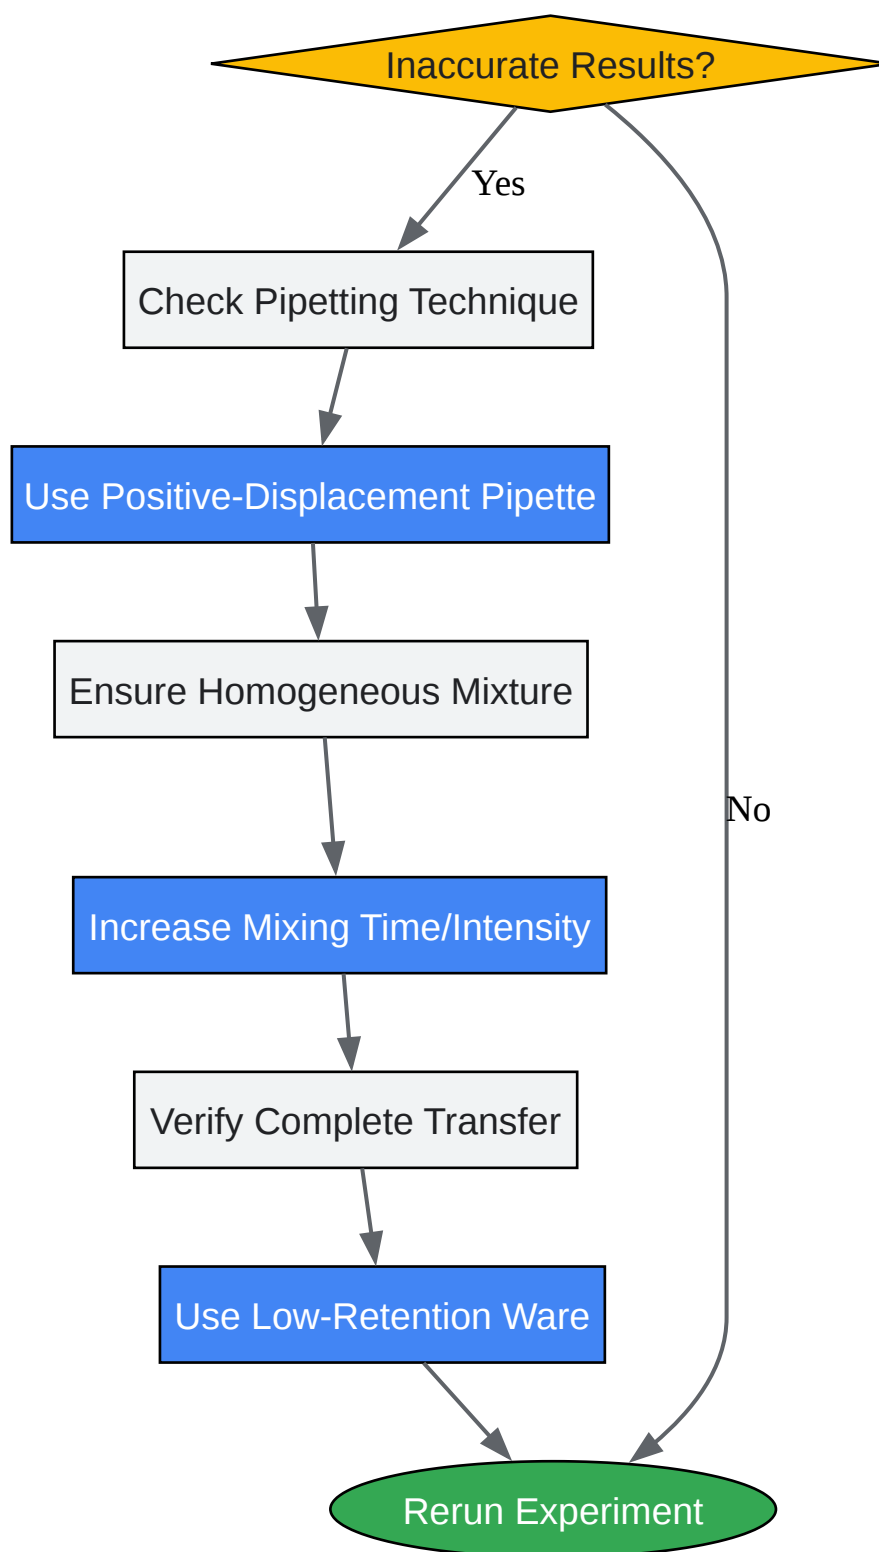 Inaccurate Results?
Yes
Check Pipetting Technique
Use Positive-Displacement Pipette
Ensure Homogeneous Mixture
No
Increase Mixing Time/Intensity
Verify Complete Transfer
Use Low-Retention Ware
Rerun Experiment